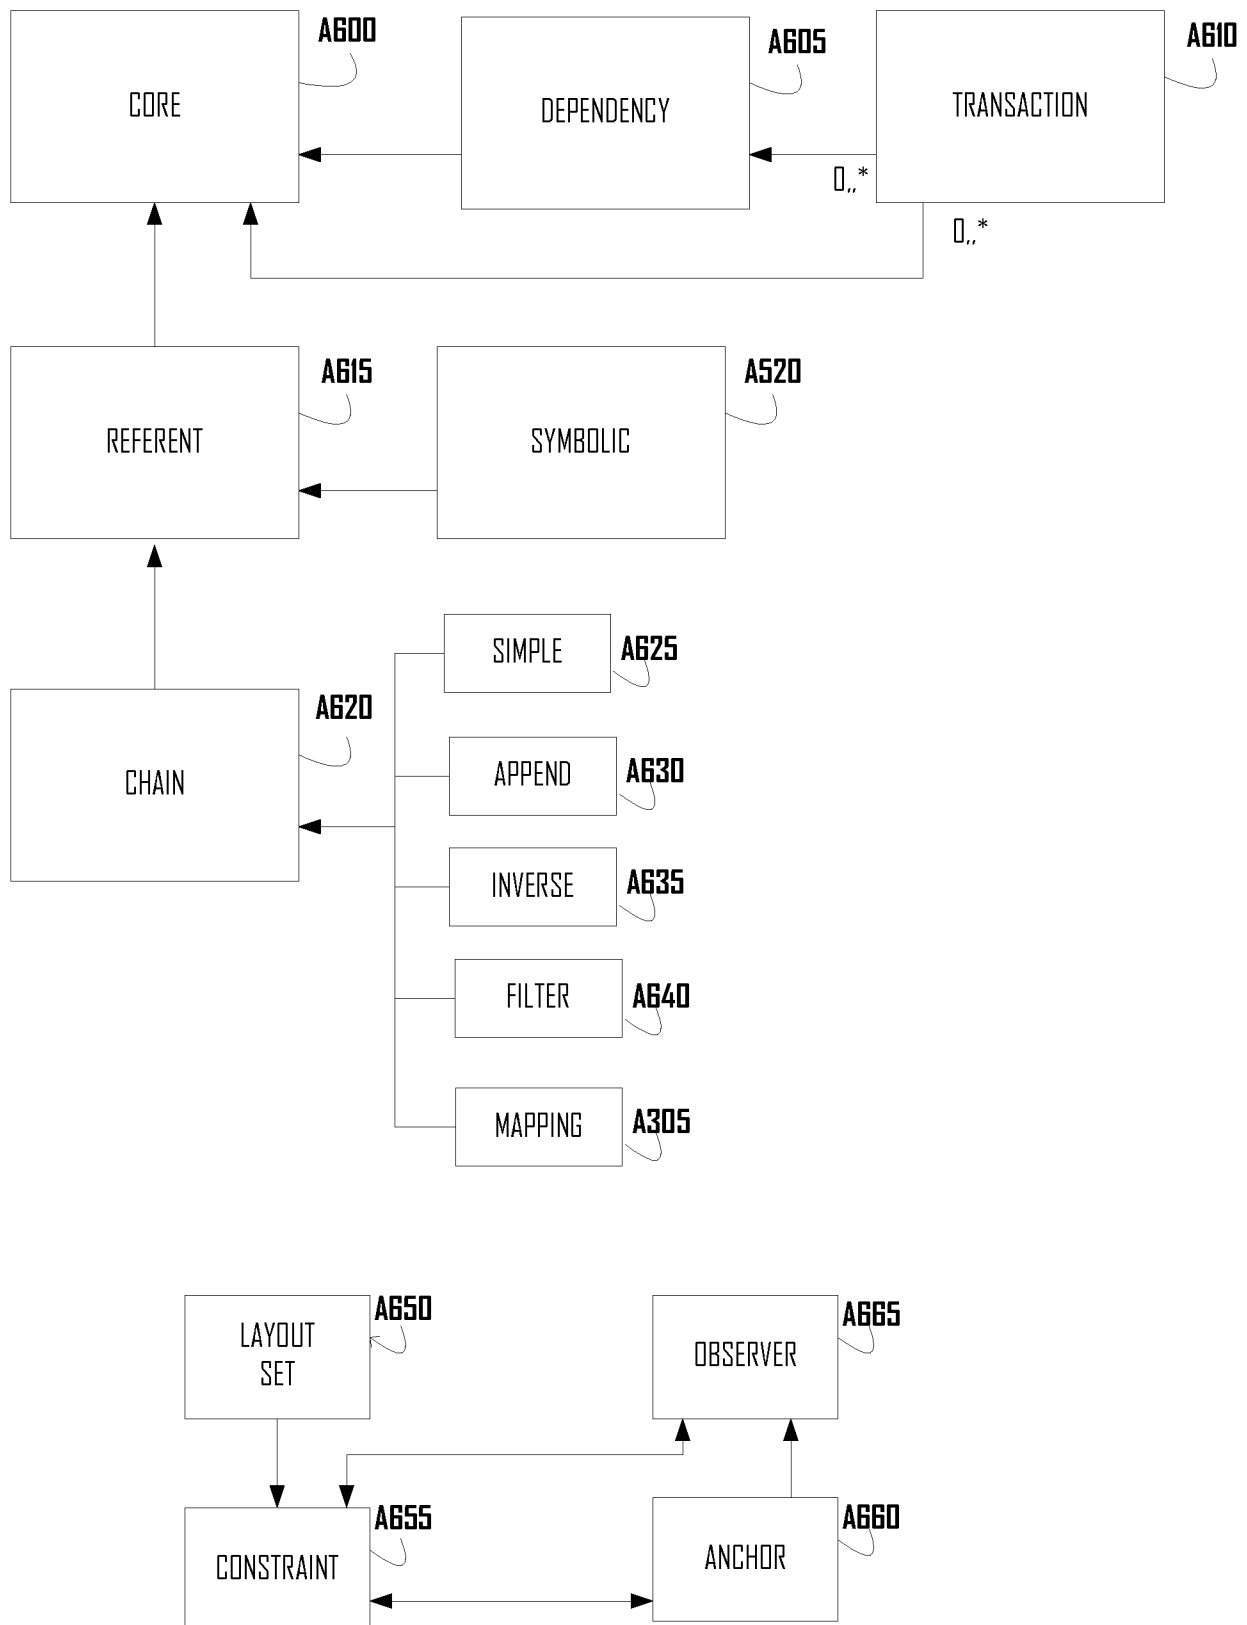 A600
A605
A610
CORE
DEPENDENCY
TRANSACTION
0,,*
0,,*
A615
A520
REFERENT
SYMBOLIC
SIMPLE
A625
A620
CHAIN
APPEND
A630
INVERSE
A635
FILTER
A640
MAPPING
A305
A650
LAYOUT
SET
A665
OBSERVER
A655
CONSTRAINT
A660
ANCHOR